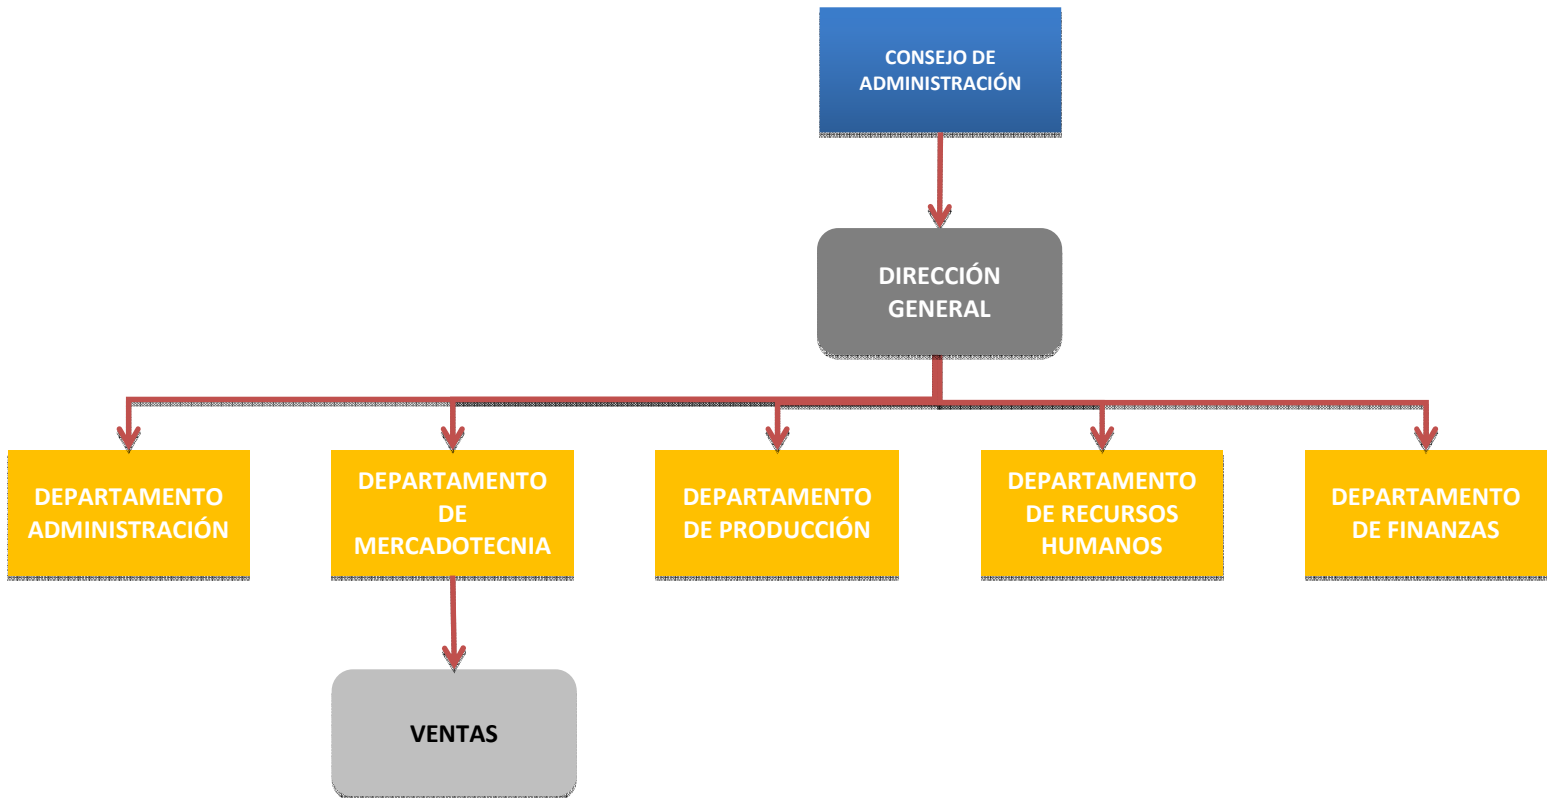 CONSEJO DE
ADMINISTRACIÓN
DIRECCIÓN
GENERAL
DEPARTAMENTO
ADMINISTRACIÓN
DEPARTAMENTO
DE
MERCADOTECNIA
DEPARTAMENTO
DE PRODUCCIÓN
DEPARTAMENTO
DE RECURSOS
HUMANOS
DEPARTAMENTO
DE FINANZAS
VENTAS